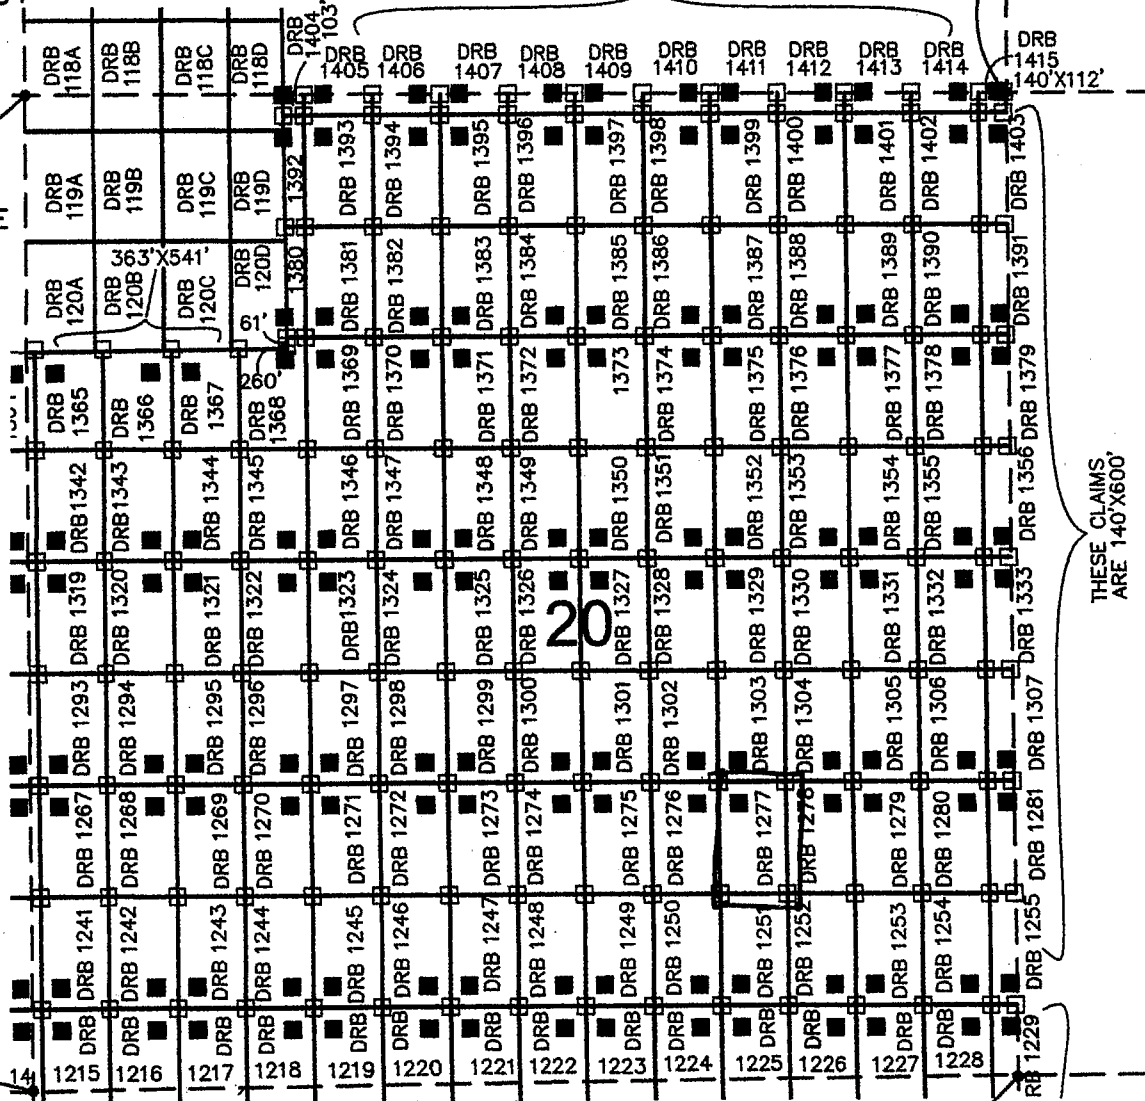 DRB 118A
DRB 118B
DRB 118C
DRB 118D
DRB 1404
103'
DRB 1405
DRB 1406
DRB 1407
DRB 1408
DRB 1409
DRB 1410
DRB 1411
DRB 1412
DRB 1413
DRB 1414
DRB 1415
140'X112'
DRB 119A
DRB 119B
DRB 119C
DRB 119D
1392
DRB 1393
DRB 1394
DRB 1395
DRB 1396
DRB 1397
DRB 1398
DRB 1399
DRB 1400
DRB 1401
DRB 1402
DRB 1403
363'X541'
DRB 120A
DRB 120B
DRB 120C
DRB 120D
1380
DRB 1381
DRB 1382
DRB 1383
DRB 1384
DRB 1385
DRB 1386
DRB 1387
DRB 1388
DRB 1389
DRB 1390
DRB 1391
61'
260'
DRB 1365
DRB 1366
DRB 1367
DRB 1368
DRB 1369
DRB 1370
DRB 1371
DRB 1372
1373
DRB 1374
DRB 1375
DRB 1376
DRB 1377
DRB 1378
DRB 1379
DRB1342
DRB1343
DRB 1344
DRB 1345
DRB 1346
DRB 1347
DRB 1348
DRB 1349
DRB 1350
DRB 1351
DRB 1352
DRB 1353
DRB 1354
DRB 1355
DRB 1356
THESE CLAIMS
ARE 140'X600'
DRB 1319
DRB 1320
DRB 1321
DRB 1322
DRB1323
DRB 1324
DRB 1325
DRB 1326
DRB 1327
DRB 1328
DRB 1329
DRB 1330
DRB 1331
DRB 1332
DRB 1333
20
DRB 1293
DRB 1294
DRB 1295
DRB 1296
DRB 1297
DRB 1298
DRB 1299
DRB 1300
DRB 1301
DRB 1302
DRB 1303
DRB 1304
DRB 1305
DRB 1306
DRB 1307
DRB 1267
DRB 1268
DRB 1269
DRB 1270
DRB 1271
DRB 1272
DRB 1273
DRB 1274
DRB 1275
DRB 1276
DRB 1277
DRB 1278
DRB 1279
DRB 1280
DRB 1281
DRB 1241
DRB 1242
DRB 1243
DRB 1244
DRB 1245
DRB 1246
DRB 1247
DRB 1248
DRB 1249
DRB 1250
DRB 1251
DRB 1252
DRB 1253
DRB 1254
DRB 1255
14
DRB 1215
DRB 1216
DRB 1217
DRB 1218
DRB 1219
DRB 1220
DRB 1221
DRB 1222
DRB 1223
DRB 1224
DRB 1225
DRB 1226
DRB 1227
DRB 1228
RB 1229